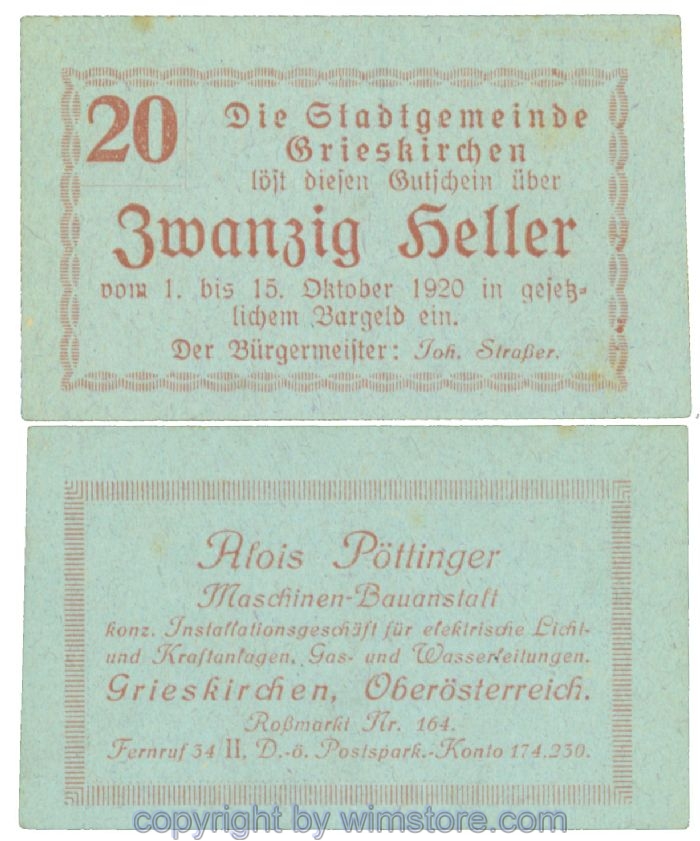 20
Die Stadtgemeinde
Grieskirchen
löst diesen Gutschein über
Zwanzig Heller
vom 1. bis 15. Oktober 1920 in gesetz-
lichem Bargeld ein.
Der Bürgermeister: Joh. Straßer.
Alois Pöttinger
Maschinen-Bauanstalt
konz. Installationsgeschäft für elektrische Licht-
und Kraftanlagen, Gas- und Wasserleitungen.
Grieskirchen, Oberösterreich.
Roßmarkt Nr. 164.
Fernruf 34 II. D.-ö. Postspark.-Konto 174.230.
copyright by wimstore.com